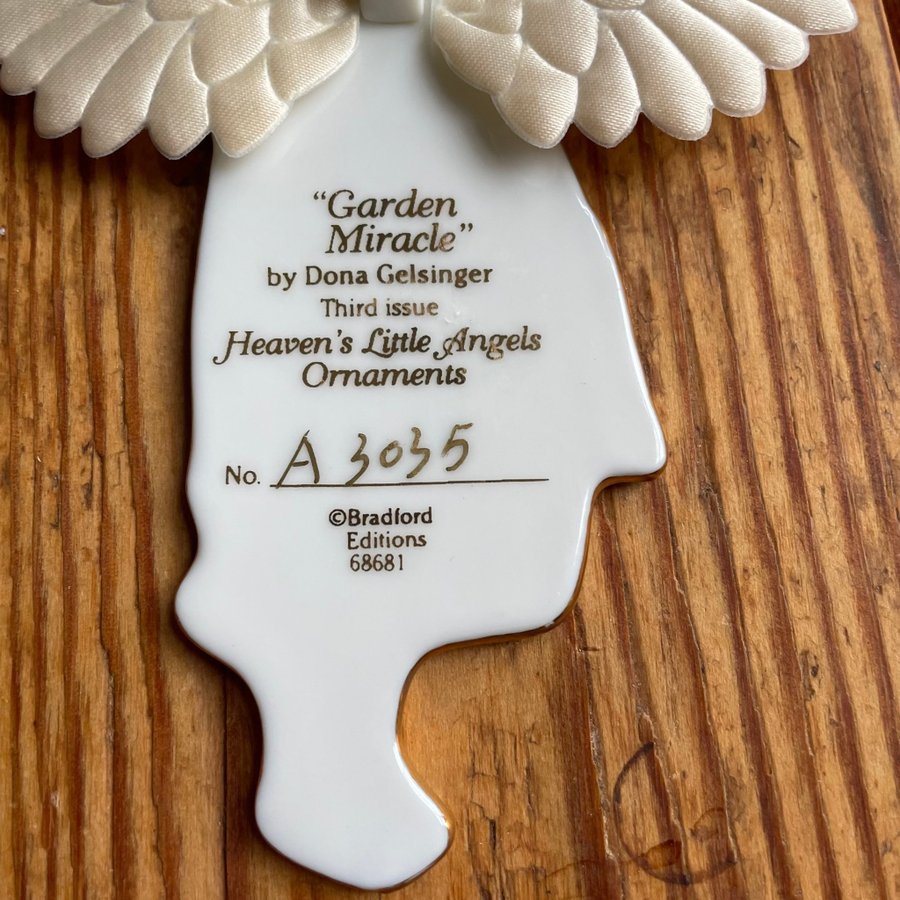 “Garden
Miracle”
by Dona Gelsinger
Third issue
Heaven's Little Angels
Ornaments
No. A 3035
©Bradford
Editions
68681